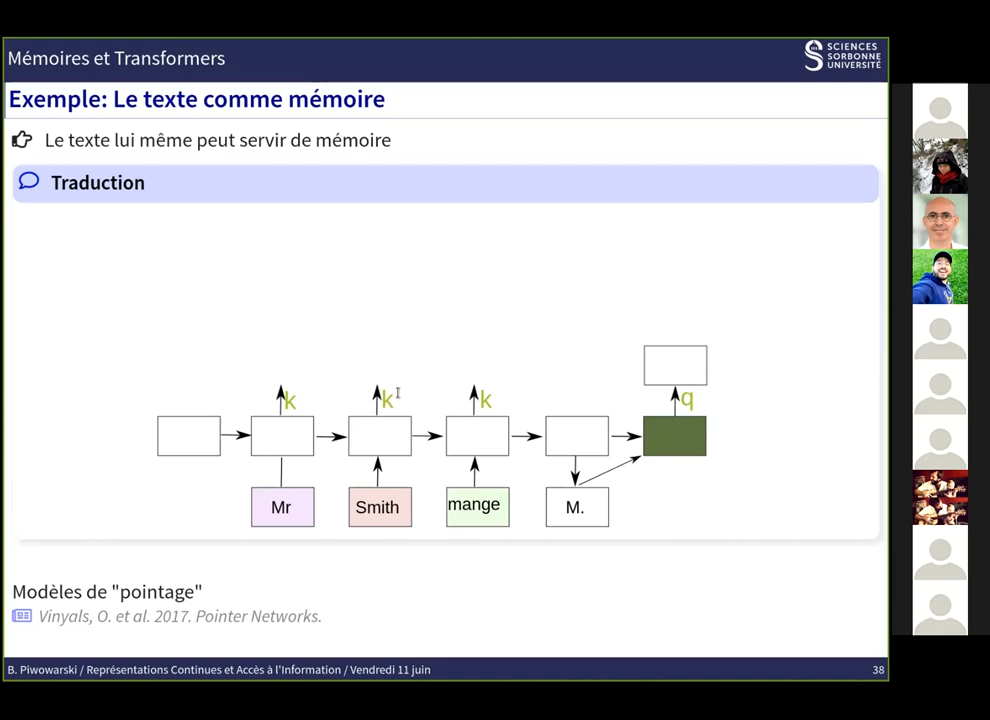 Mémoires et Transformers
SCIENCES
SORBONNE
UNIVERSITÉ
Exemple: Le texte comme mémoire
Le texte lui même peut servir de mémoire
Traduction
k k k q
Mr Smith mange M.
Modèles de "pointage"
Vinyals, O. et al. 2017. Pointer Networks.
B. Piwowarski / Représentations Continues et Accès à l'Information / Vendredi 11 juin 38